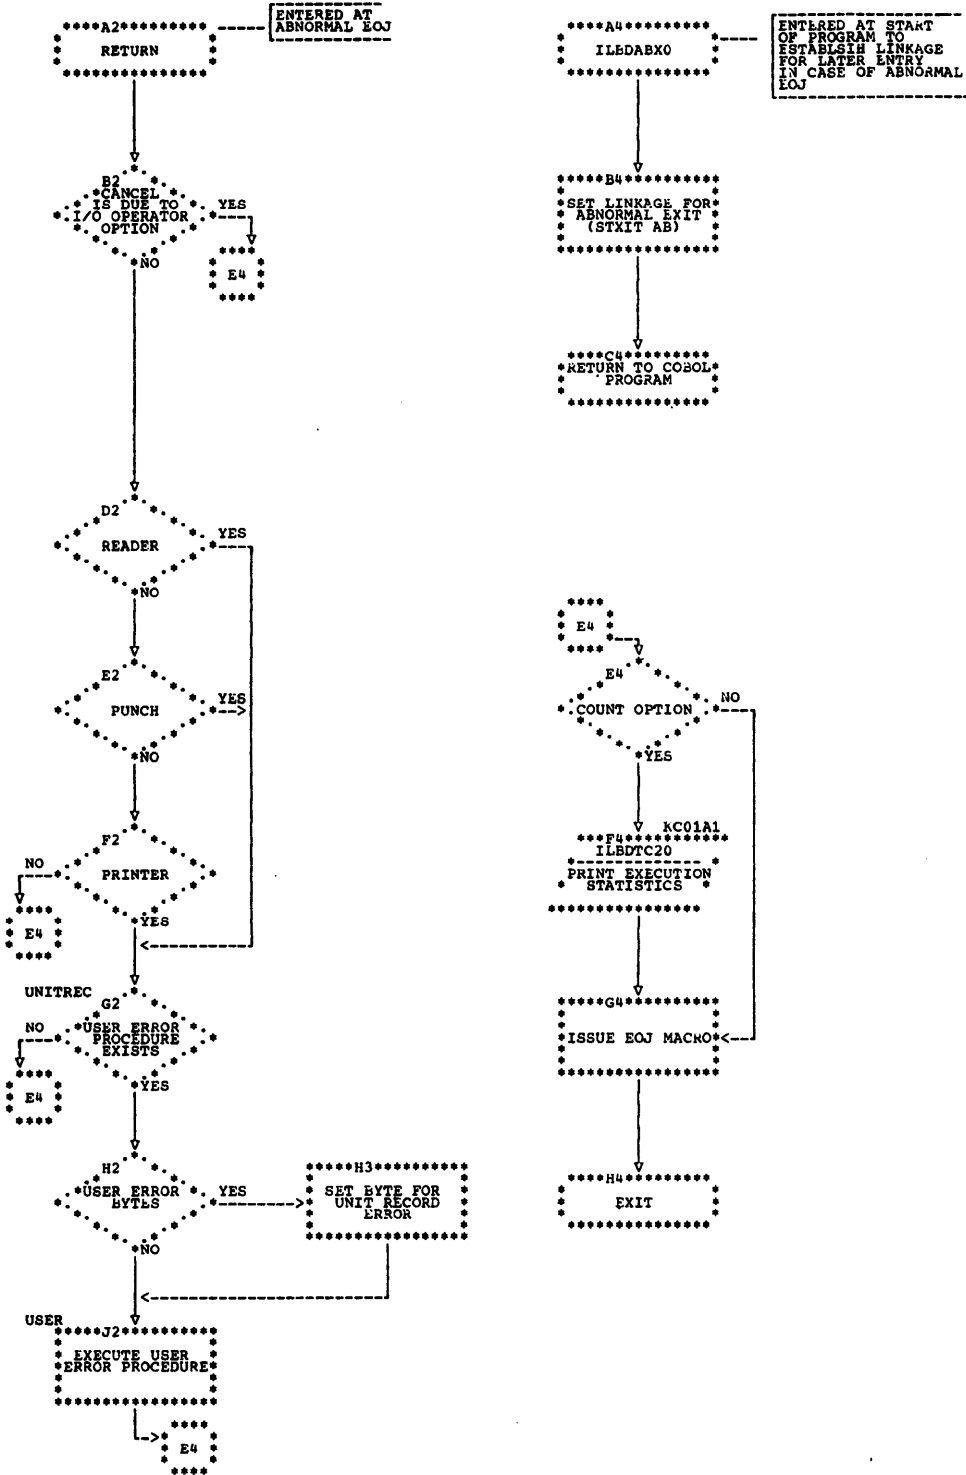 A2
RETURN
ENTERED AT
ABNORMAL EOJ
B2
CANCEL
IS DUE TO
I/O OPERATOR
OPTION
YES
NO
E4
D2
READER
YES
NO
E2
PUNCH
YES
NO
F2
PRINTER
NO
YES
E4
UNITREC
G2
USER ERROR
PROCEDURE
EXISTS
NO
YES
E4
H2
USER ERROR
BYTES
YES
NO
H3
SET BYTE FOR
UNIT RECORD
ERROR
USER
J2
EXECUTE USER
ERROR PROCEDURE
E4
A4
ILBDABX0
ENTERED AT START
OF PROGRAM TO
ESTABLSIH LINKAGE
FOR LATER ENTRY
IN CASE OF ABNORMAL
EOJ
B4
SET LINKAGE FOR
ABNORMAL EXIT
(STXIT AB)
C4
RETURN TO COBOL
PROGRAM
E4
E4
COUNT OPTION
NO
YES
KC01A1
F4
ILBDTC20
PRINT EXECUTION
STATISTICS
G4
ISSUE EOJ MACRO
H4
EXIT